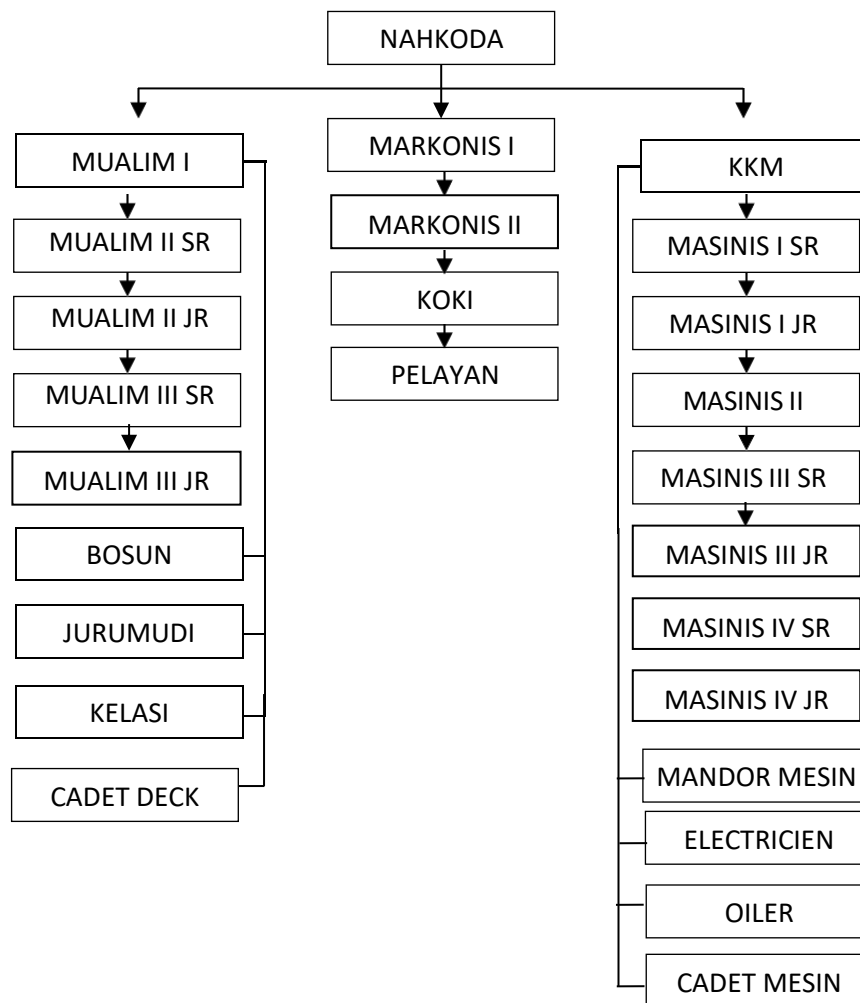 NAHKODA
MUALIM I
MUALIM II SR
MUALIM II JR
MUALIM III SR
MUALIM III JR
BOSUN
JURUMUDI
KELASI
CADET DECK
MARKONIS I
MARKONIS II
KOKI
PELAYAN
KKM
MASINIS I SR
MASINIS I JR
MASINIS II
MASINIS III SR
MASINIS III JR
MASINIS IV SR
MASINIS IV JR
MANDOR MESIN
ELECTRICIEN
OILER
CADET MESIN